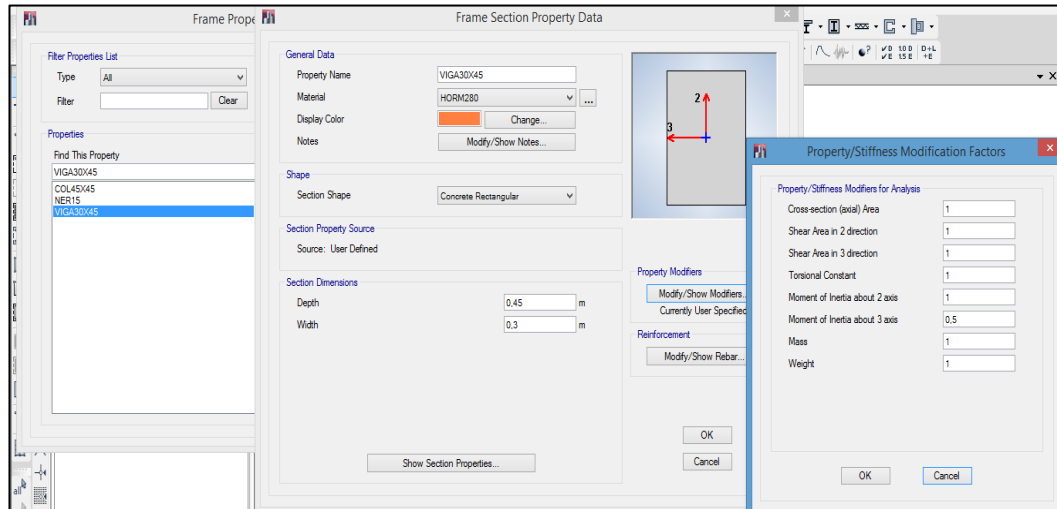 Frame Prope
Filter Properties List
Type
All
Filter
Clear
Properties
Find This Property
VIGA30X45
COL45X45
NER15
VIGA30X45
Frame Section Property Data
General Data
Property Name
VIGA30X45
Material
HORM280
...
Display Color
Change...
Notes
Modify/Show Notes...
Shape
Section Shape
Concrete Rectangular
Section Property Source
Source: User Defined
Section Dimensions
Depth
0,45
m
Width
0,3
m
Show Section Properties...
2
3
Property Modifiers
Modify/Show Modifiers...
Currently User Specified
Reinforcement
Modify/Show Rebar...
OK
Cancel
Property/Stiffness Modification Factors
Property/Stiffness Modifiers for Analysis
Cross-section (axial) Area
1
Shear Area in 2 direction
1
Shear Area in 3 direction
1
Torsional Constant
1
Moment of Inertia about 2 axis
1
Moment of Inertia about 3 axis
0,5
Mass
1
Weight
1
OK
Cancel
all